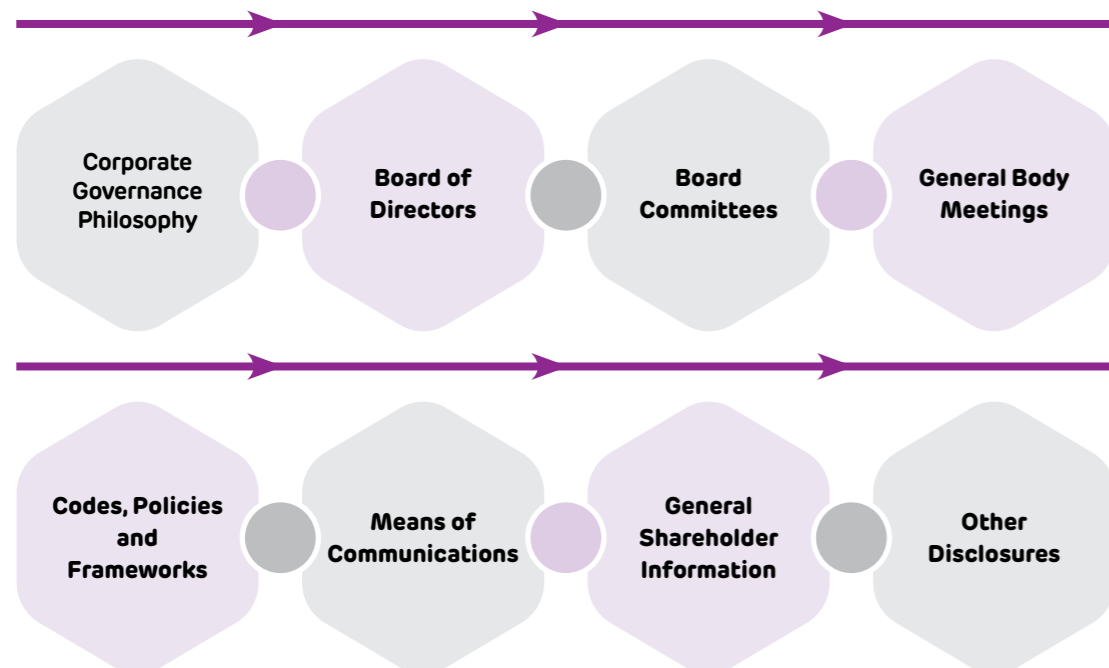 Corporate
Governance
Philosophy
Board of
Directors
Board
Committees
General Body
Meetings
Codes, Policies
and
Frameworks
Means of
Communications
General
Shareholder
Information
Other
Disclosures